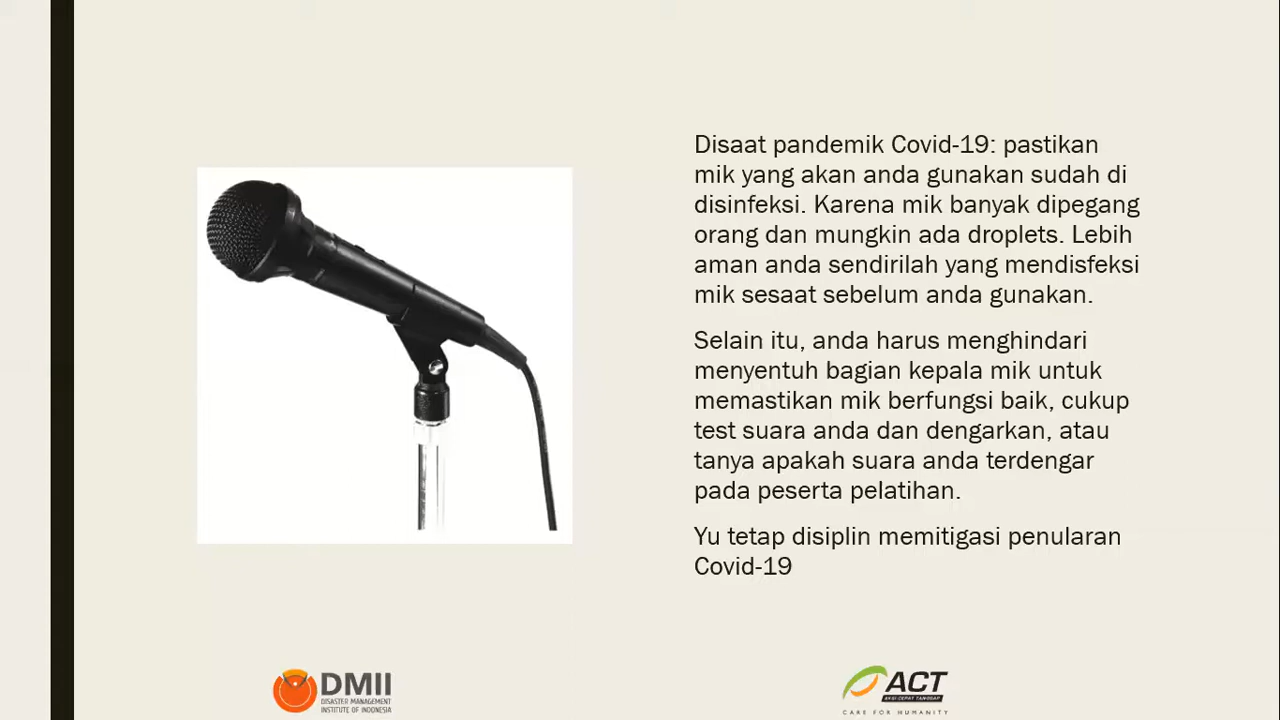 Disaat pandemik Covid-19: pastikan
mik yang akan anda gunakan sudah di
disinfeksi. Karena mik banyak dipegang
orang dan mungkin ada droplets. Lebih
aman anda sendirilah yang mendisfeksi
mik sesaat sebelum anda gunakan.
Selain itu, anda harus menghindari
menyentuh bagian kepala mik untuk
memastikan mik berfungsi baik, cukup
test suara anda dan dengarkan, atau
tanya apakah suara anda terdengar
pada peserta pelatihan.
Yu tetap disiplin memitigasi penularan
Covid-19
DMII
DISASTER MANAGEMENT
INSTITUTE OF INDONESIA
ACT
AKSI CEPAT TANGGAP
CARE FOR HUMANITY